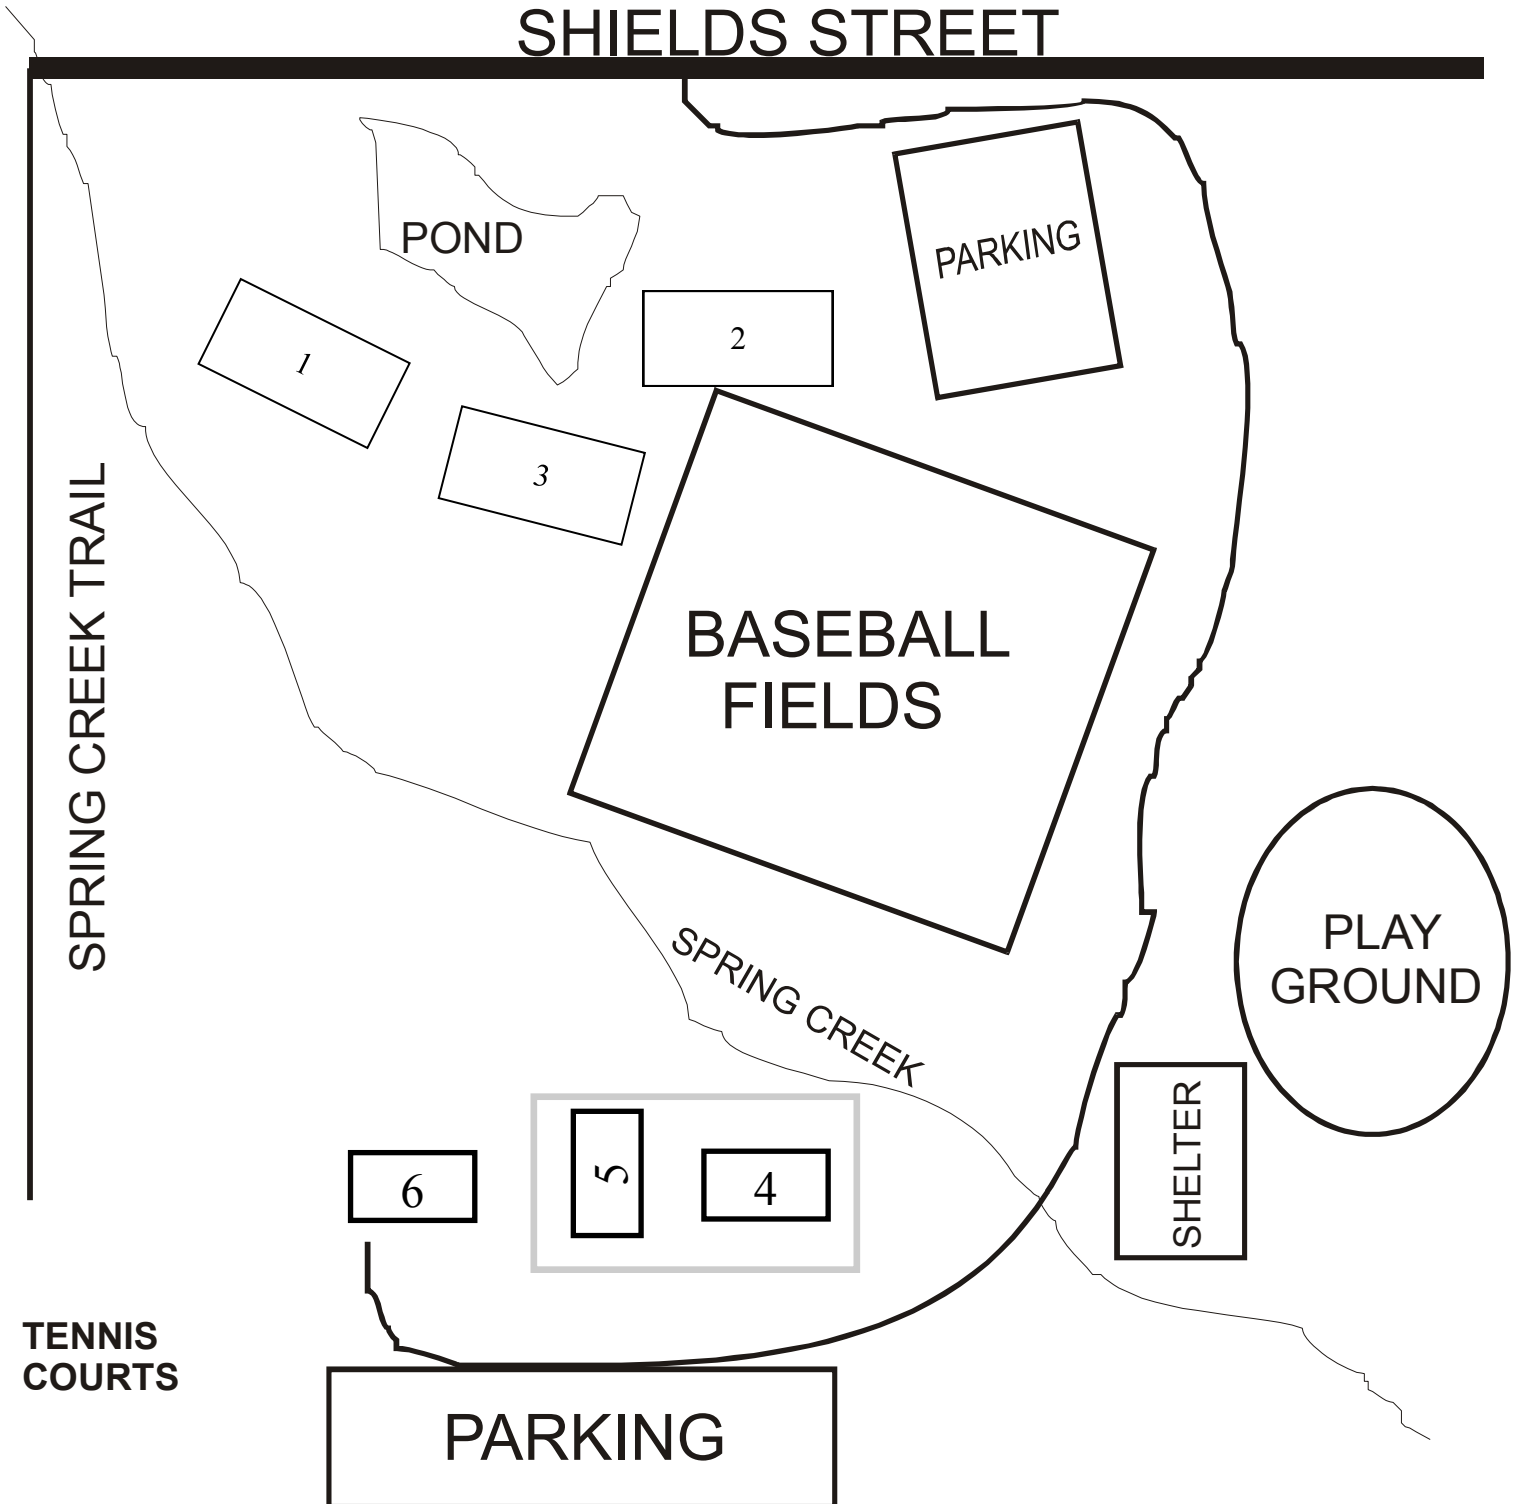 SHIELDS STREET
POND
PARKING
1
2
3
SPRING CREEK TRAIL
BASEBALL
FIELDS
SPRING CREEK
PLAY
GROUND
SHELTER
6
5
4
TENNIS
COURTS
PARKING